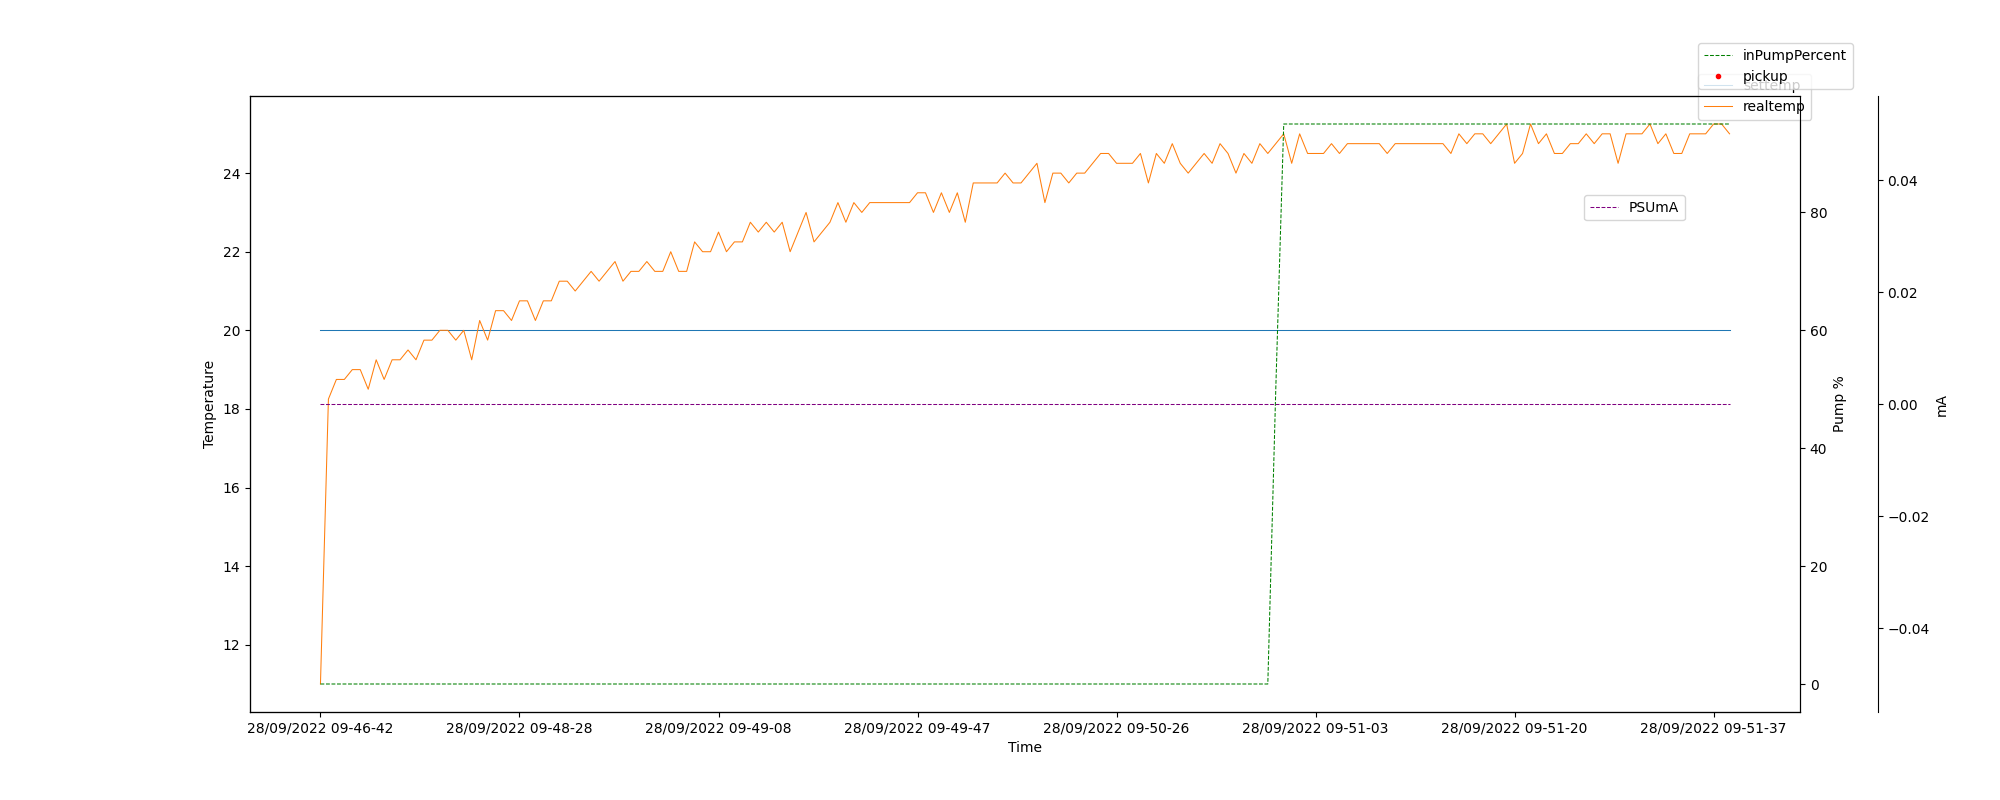 inPumpPercent
pickup
settemp
realtemp
PSUmA
Temperature
24
22
20
18
16
14
12
80
60
40
20
0
Pump %
0.04
0.02
0.00
−0.02
−0.04
mA
28/09/2022 09-46-42
28/09/2022 09-48-28
28/09/2022 09-49-08
28/09/2022 09-49-47
28/09/2022 09-50-26
28/09/2022 09-51-03
28/09/2022 09-51-20
28/09/2022 09-51-37
Time